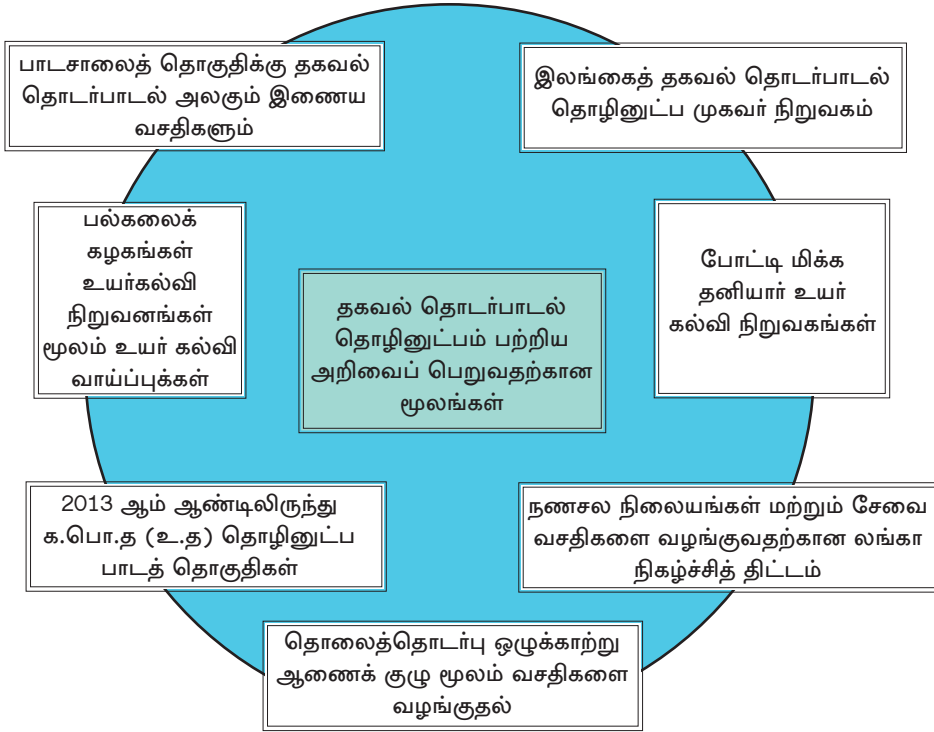 பாடசாலைத் தொகுதிக்கு தகவல்
தொடர்பாடல் அலகும் இணைய
வசதிகளும்
இலங்கைத் தகவல் தொடர்பாடல்
தொழினுட்ப முகவர் நிறுவகம்
பல்கலைக்
கழகங்கள்
உயர்கல்வி
நிறுவனங்கள்
மூலம் உயர் கல்வி
வாய்ப்புக்கள்
தகவல் தொடர்பாடல்
தொழினுட்பம் பற்றிய
அறிவைப் பெறுவதற்கான
மூலங்கள்
போட்டி மிக்க
தனியார் உயர்
கல்வி நிறுவகங்கள்
2013 ஆம் ஆண்டிலிருந்து
க.பொ.த (உ.த) தொழினுட்ப
பாடத் தொகுதிகள்
நணசல நிலையங்கள் மற்றும் சேவை
வசதிகளை வழங்குவதற்கான லங்கா
நிகழ்ச்சித் திட்டம்
தொலைத்தொடர்பு ஒழுக்காற்று
ஆணைக் குழு மூலம் வசதிகளை
வழங்குதல்